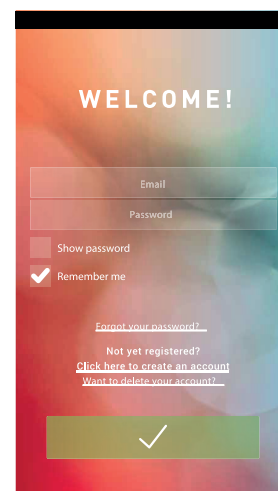 WELCOME!
Email
Password
Show password
Remember me
Forgot your password?
Not yet registered?
Click here to create an account
Want to delete your account?